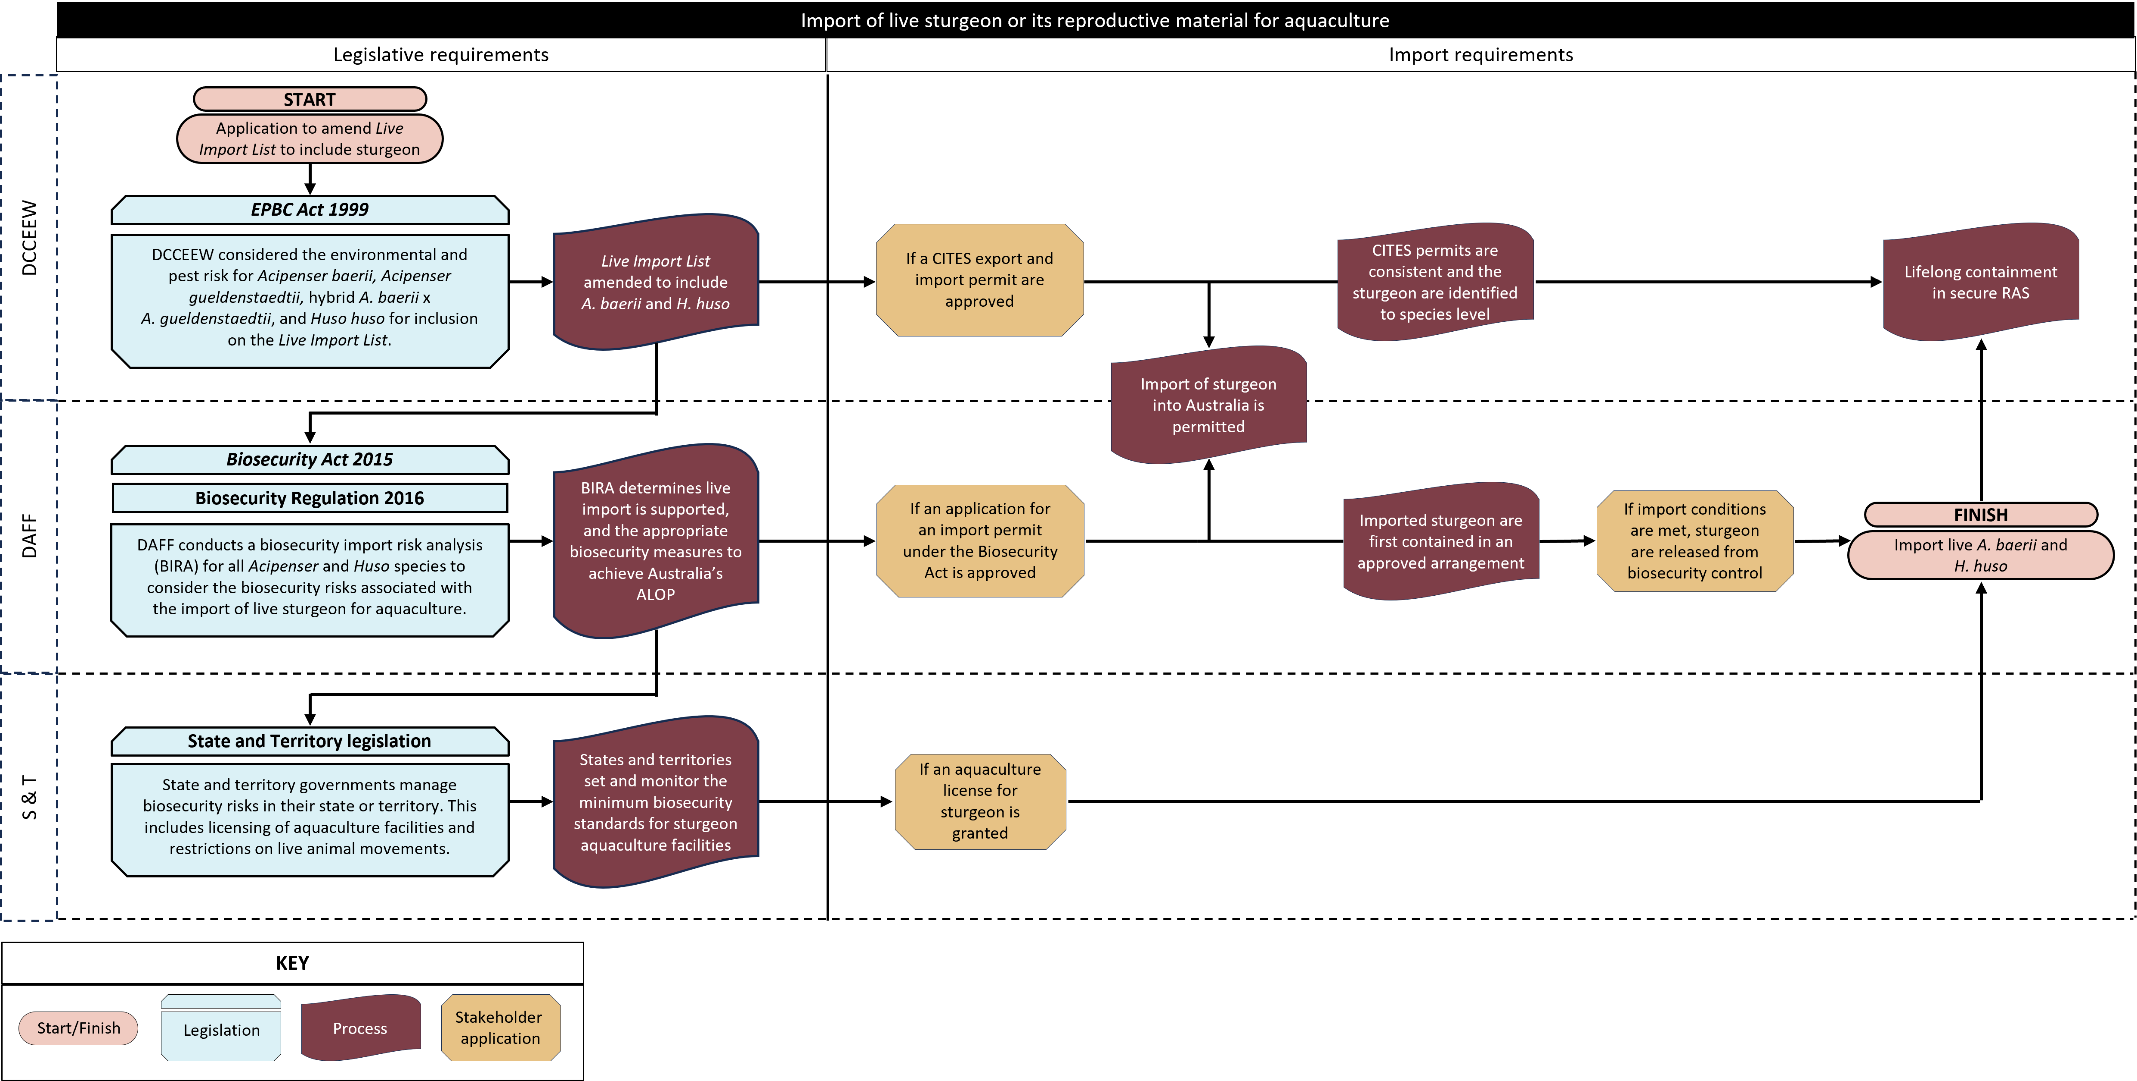 Import of live sturgeon or its reproductive material for aquaculture
Legislative requirements
Import requirements
DCCEEW
START
Application to amend Live
Import List to include sturgeon
EPBC Act 1999
DCCEEW considered the environmental and
pest risk for Acipenser baerii, Acipenser
gueldenstaedtii, hybrid A. baerii x
A. gueldenstaedtii, and Huso huso for inclusion
on the Live Import List.
Live Import List
amended to include
A. baerii and H. huso
If a CITES export and
import permit are
approved
CITES permits are
consistent and the
sturgeon are identified
to species level
Lifelong containment
in secure RAS
Import of sturgeon
into Australia is
permitted
DAFF
Biosecurity Act 2015
Biosecurity Regulation 2016
DAFF conducts a biosecurity import risk analysis
(BIRA) for all Acipenser and Huso species to
consider the biosecurity risks associated with
the import of live sturgeon for aquaculture.
BIRA determines live
import is supported,
and the appropriate
biosecurity measures to
achieve Australia's
ALOP
If an application for
an import permit
under the Biosecurity
Act is approved
Imported sturgeon are
first contained in an
approved arrangement
If import conditions
are met, sturgeon
are released from
biosecurity control
FINISH
Import live A. baerii and
H. huso
S & T
State and Territory legislation
State and territory governments manage
biosecurity risks in their state or territory. This
includes licensing of aquaculture facilities and
restrictions on live animal movements.
States and territories
set and monitor the
minimum biosecurity
standards for sturgeon
aquaculture facilities
If an aquaculture
license for
sturgeon is
granted
KEY
Start/Finish
Legislation
Process
Stakeholder
application